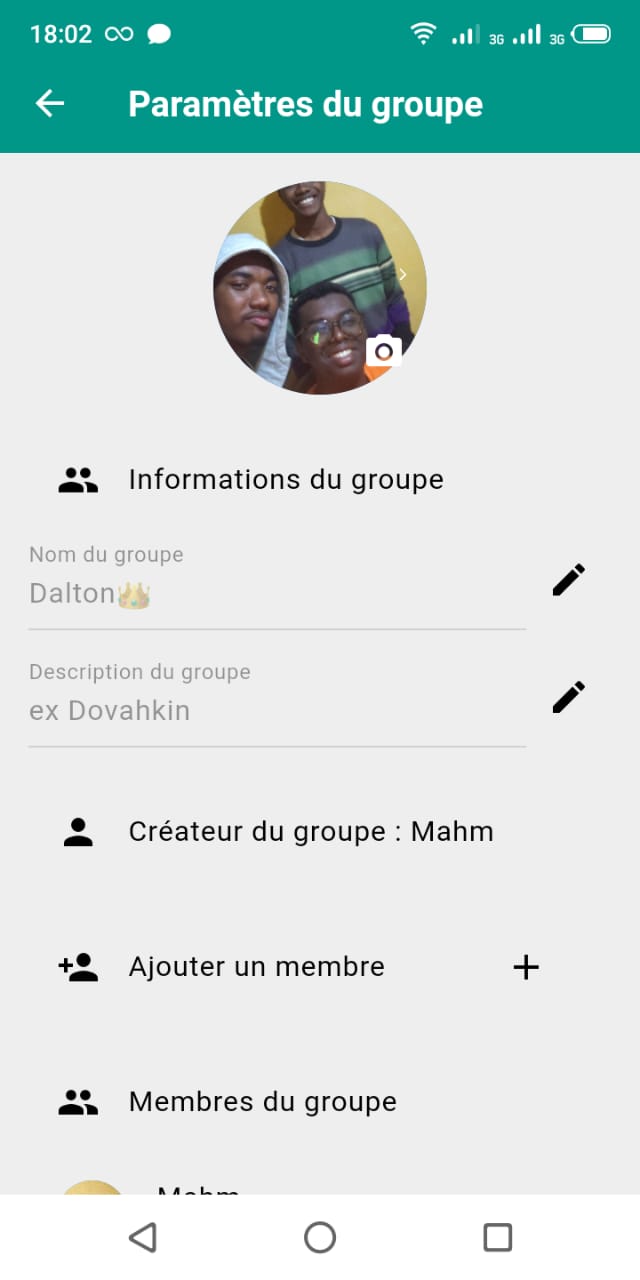 18:02
3G 3G
Paramètres du groupe
Informations du groupe
Nom du groupe
Dalton👑
Description du groupe
ex Dovahkin
Créateur du groupe : Mahm
Ajouter un membre
Membres du groupe
Mahm